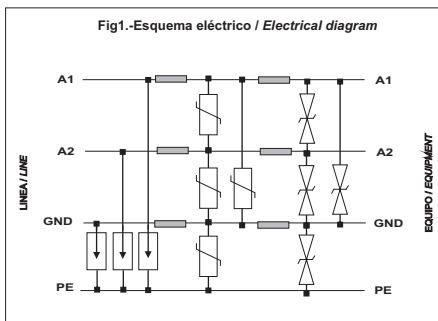 Fig1.-Esquema eléctrico / Electrical diagram
A1 A1
A2 A2
LINEA / LINE
EQUIPO / EQUIPMENT
GND GND
PE PE